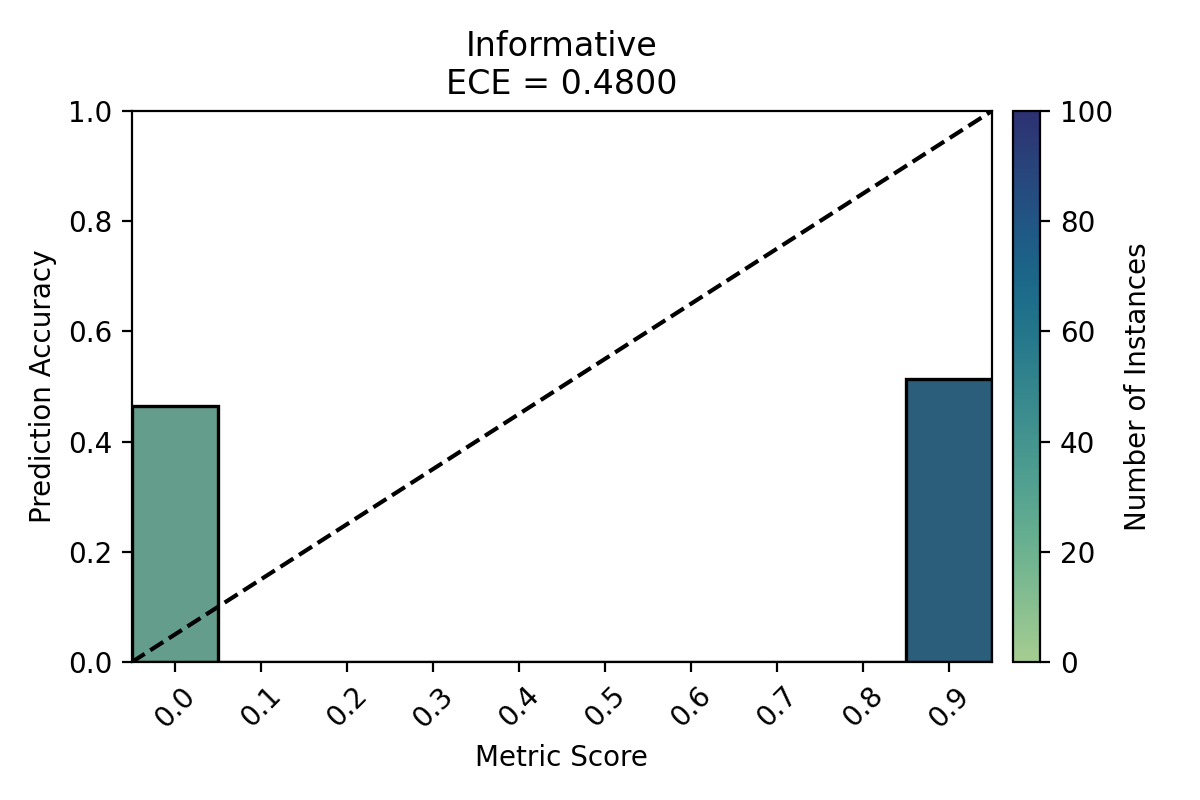 Informative
ECE = 0.4800
1.0
0.8
0.6
0.4
0.2
0.0
Prediction Accuracy
0.0 0.1 0.2 0.3 0.4 0.5 0.6 0.7 0.8 0.9
Metric Score
100
80
60
40
20
0
Number of Instances